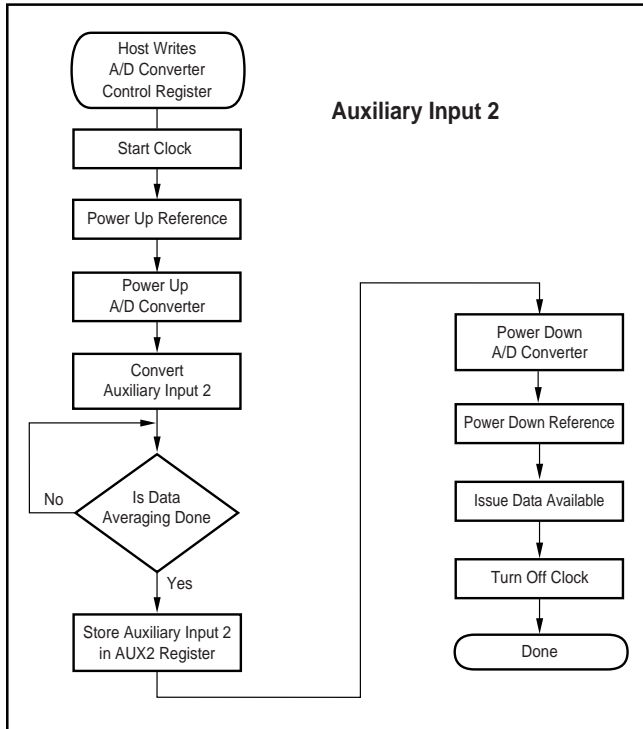 Host Writes
A/D Converter
Control Register
Auxiliary Input 2
Start Clock
Power Up Reference
Power Up
A/D Converter
Convert
Auxiliary Input 2
No
Is Data
Averaging Done
Yes
Store Auxiliary Input 2
in AUX2 Register
Power Down
A/D Converter
Power Down Reference
Issue Data Available
Turn Off Clock
Done